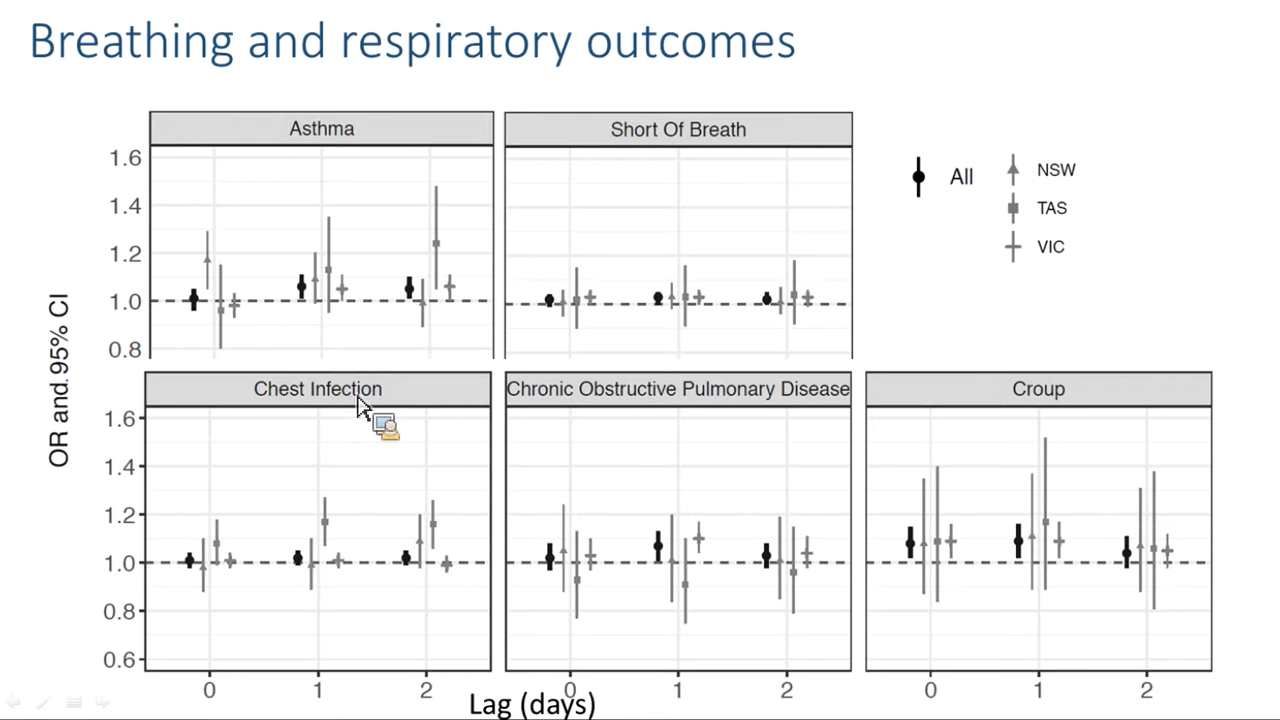 Breathing and respiratory outcomes
Asthma
Short Of Breath
All
NSW
TAS
VIC
1.6
1.4
1.2
1.0
0.8
OR and 95% CI
Chest Infection
Chronic Obstructive Pulmonary Disease
Croup
1.6
1.4
1.2
1.0
0.8
0.6
0 1 2
0 1 2
0 1 2
Lag (days)